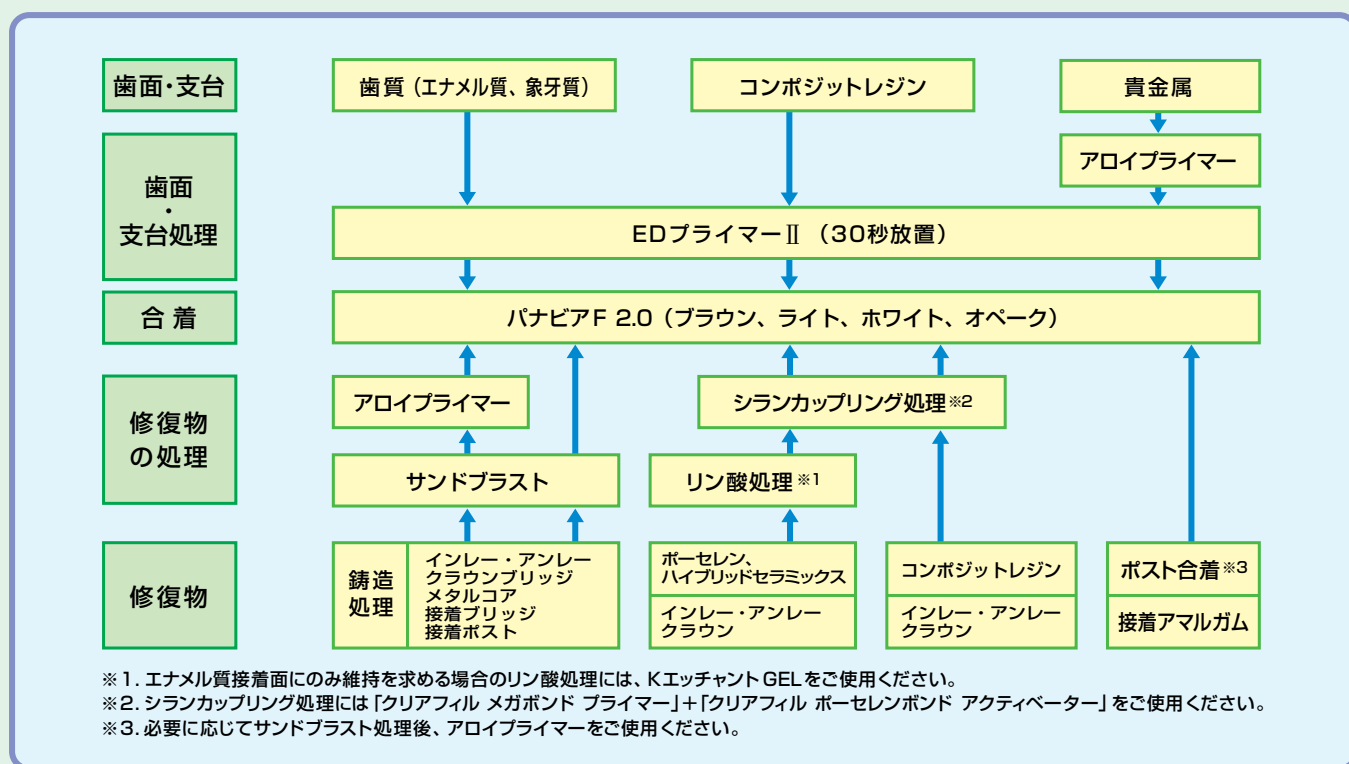 歯面・支台
歯質（エナメル質、象牙質）
コンポジットレジン
貴金属
歯面
・
支台処理
アロイプライマー
EDプライマーⅡ （30秒放置）
合 着
パナビアF 2.0（ブラウン、ライト、ホワイト、オペーク）
修復物
の処理
アロイプライマー
シランカップリング処理※2
サンドブラスト
リン酸処理※1
修復物
鋳造
処理
インレー・アンレー
クラウンブリッジ
メタルコア
接着ブリッジ
接着ポスト
ポーセレン、
ハイブリッドセラミックス
インレー・アンレー
クラウン
コンポジットレジン
インレー・アンレー
クラウン
ポスト合着※3
接着アマルガム
※1. エナメル質接着面にのみ維持を求める場合のリン酸処理には、KエッチャントGELをご使用ください。
※2. シランカップリング処理には「クリアフィル メガボンド プライマー」+「クリアフィル ポーセレンボンド アクティベーター」をご使用ください。
※3. 必要に応じてサンドブラスト処理後、アロイプライマーをご使用ください。